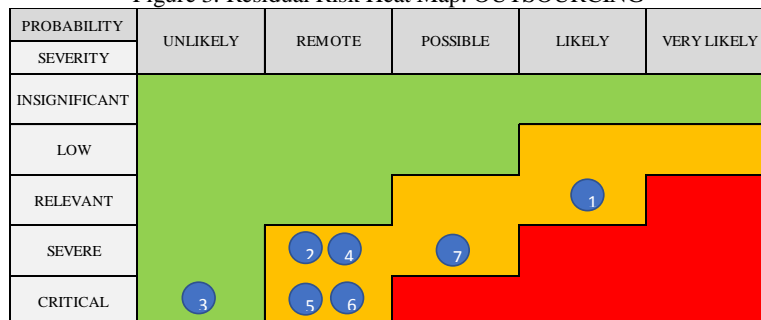 Figure 5. Residual Risk Heat Map: OUTSOURCING
PROBABILITY
SEVERITY
UNLIKELY REMOTE POSSIBLE LIKELY VERY LIKELY
INSIGNIFICANT
LOW
RELEVANT 1
SEVERE 2 4 7
CRITICAL 3 5 6